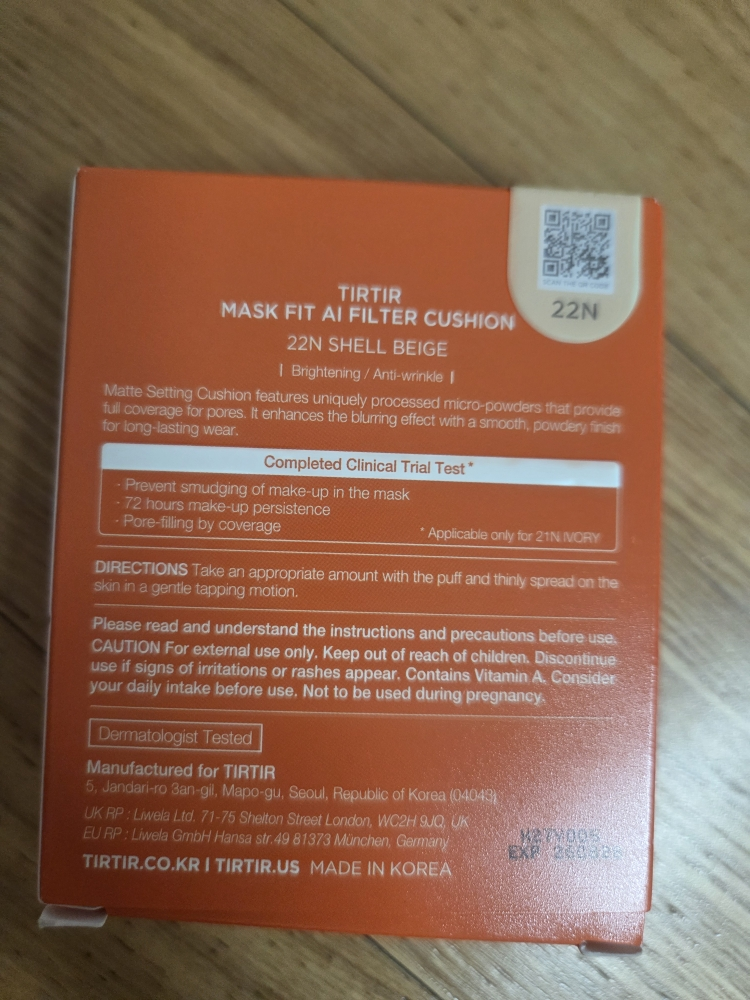 SCAN THE QR CODE
22N
TIRTIR
MASK FIT AI FILTER CUSHION
22N SHELL BEIGE
| Brightening / Anti-wrinkle |
Matte Setting Cushion features uniquely processed micro-powders that provide
full coverage for pores. It enhances the blurring effect with a smooth, powdery finish
for long-lasting wear.
Completed Clinical Trial Test*
· Prevent smudging of make-up in the mask
· 72 hours make-up persistence
· Pore-filling by coverage
* Applicable only for 21N IVORY
DIRECTIONS Take an appropriate amount with the puff and thinly spread on the
skin in a gentle tapping motion.
Please read and understand the instructions and precautions before use.
CAUTION For external use only. Keep out of reach of children. Discontinue
use if signs of irritations or rashes appear. Contains Vitamin A. Consider
your daily intake before use. Not to be used during pregnancy.
Dermatologist Tested
Manufactured for TIRTIR
5, Jandari-ro 3an-gil, Mapo-gu, Seoul, Republic of Korea (04043)
UK RP : Liwela Ltd. 71-75 Shelton Street London, WC2H 9JQ, UK
EU RP : Liwela GmbH Hansa str.49 81373 München, Germany
EXP
TIRTIR.CO.KR I TIRTIR.US MADE IN KOREA